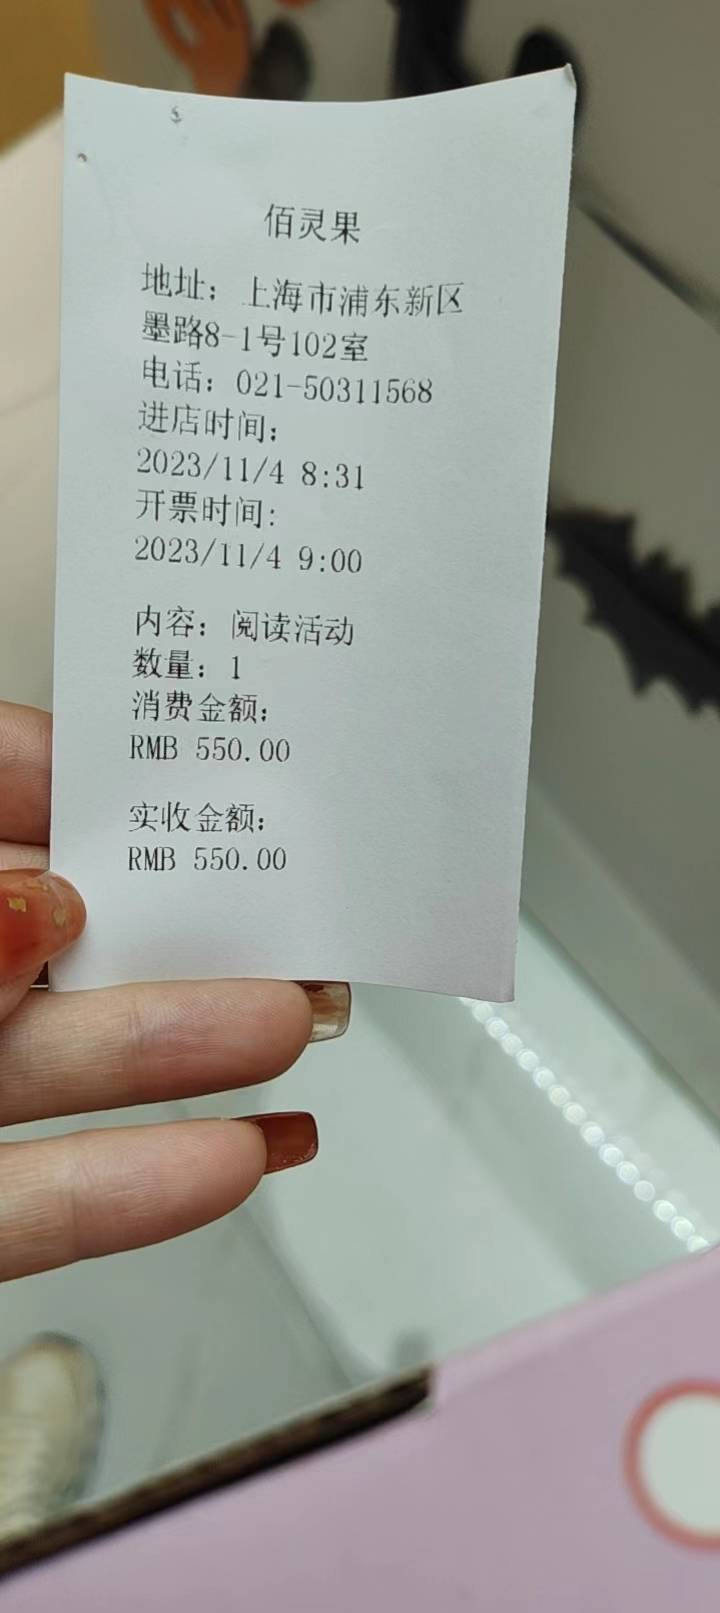 佰灵果
地址：上海市浦东新区
墨路8-1号102室
电话：021-50311568
进店时间：
2023/11/4 8:31
开票时间：
2023/11/4 9:00
内容：阅读活动
数量：1
消费金额：
RMB 550.00
实收金额：
RMB 550.00